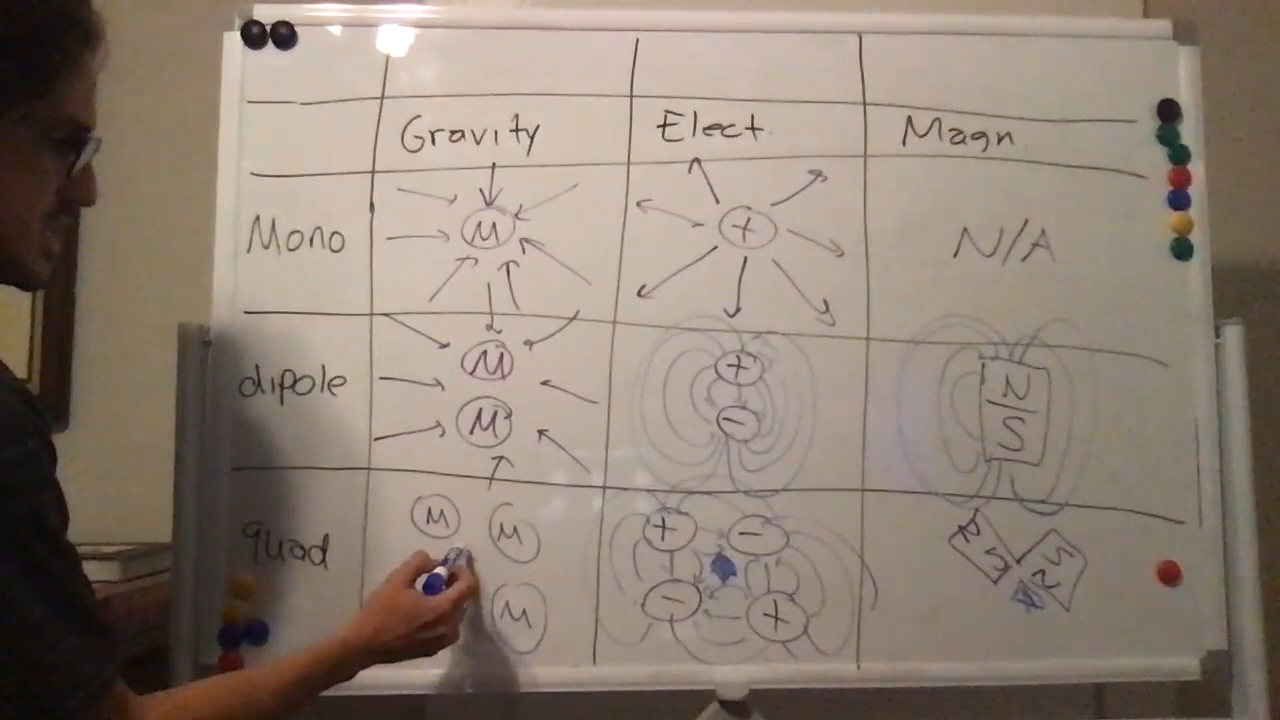 Gravity Elect. Magn.
Mono M + N/A
dipole M + N
M - S
quad M M + - N S S N
M - +